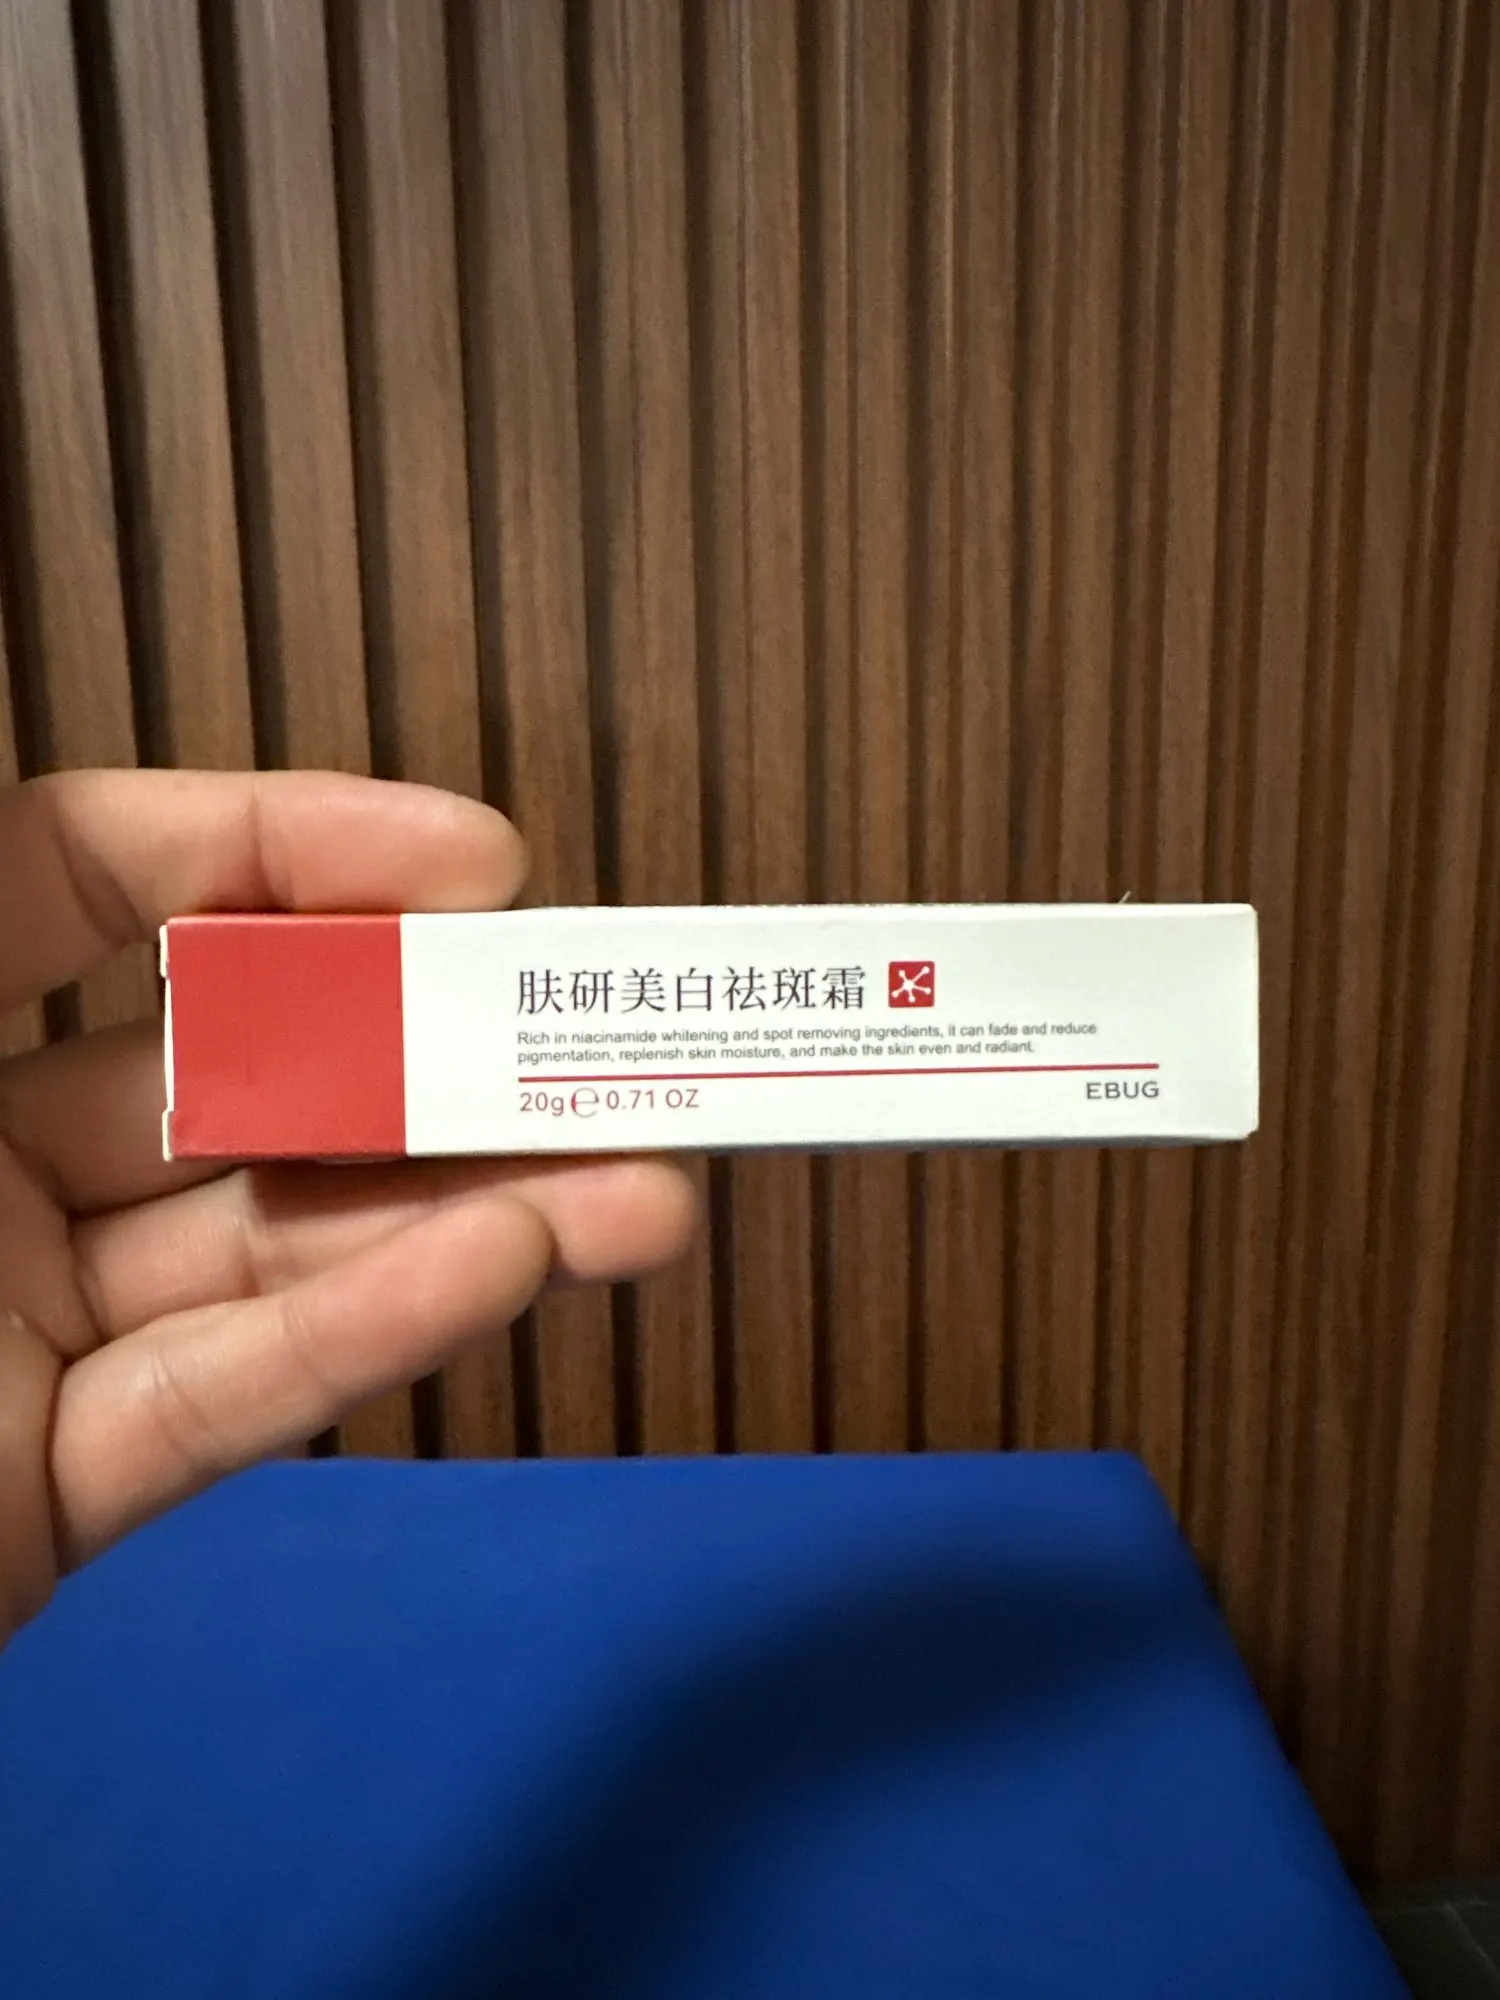 肤研美白祛斑霜
Rich in niacinamide whitening and spot removing ingredients, it can fade and reduce
pigmentation, replenish skin moisture, and make the skin even and radiant.
20g ℮ 0.71 OZ
EBUG